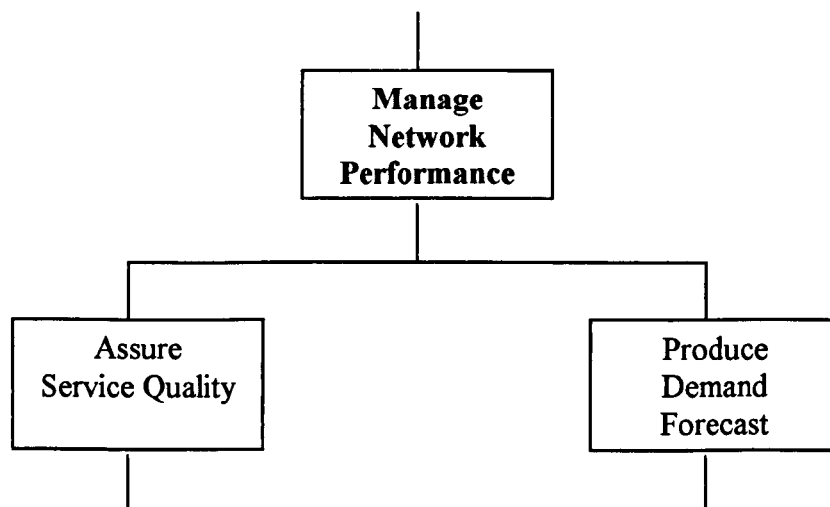 Manage
Network
Performance
Assure
Service Quality
Produce
Demand
Forecast